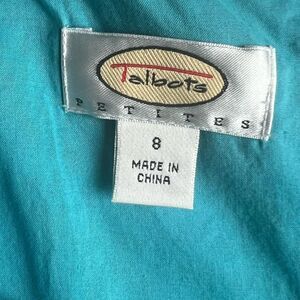 Talbots
PETITES
8
MADE IN
CHINA